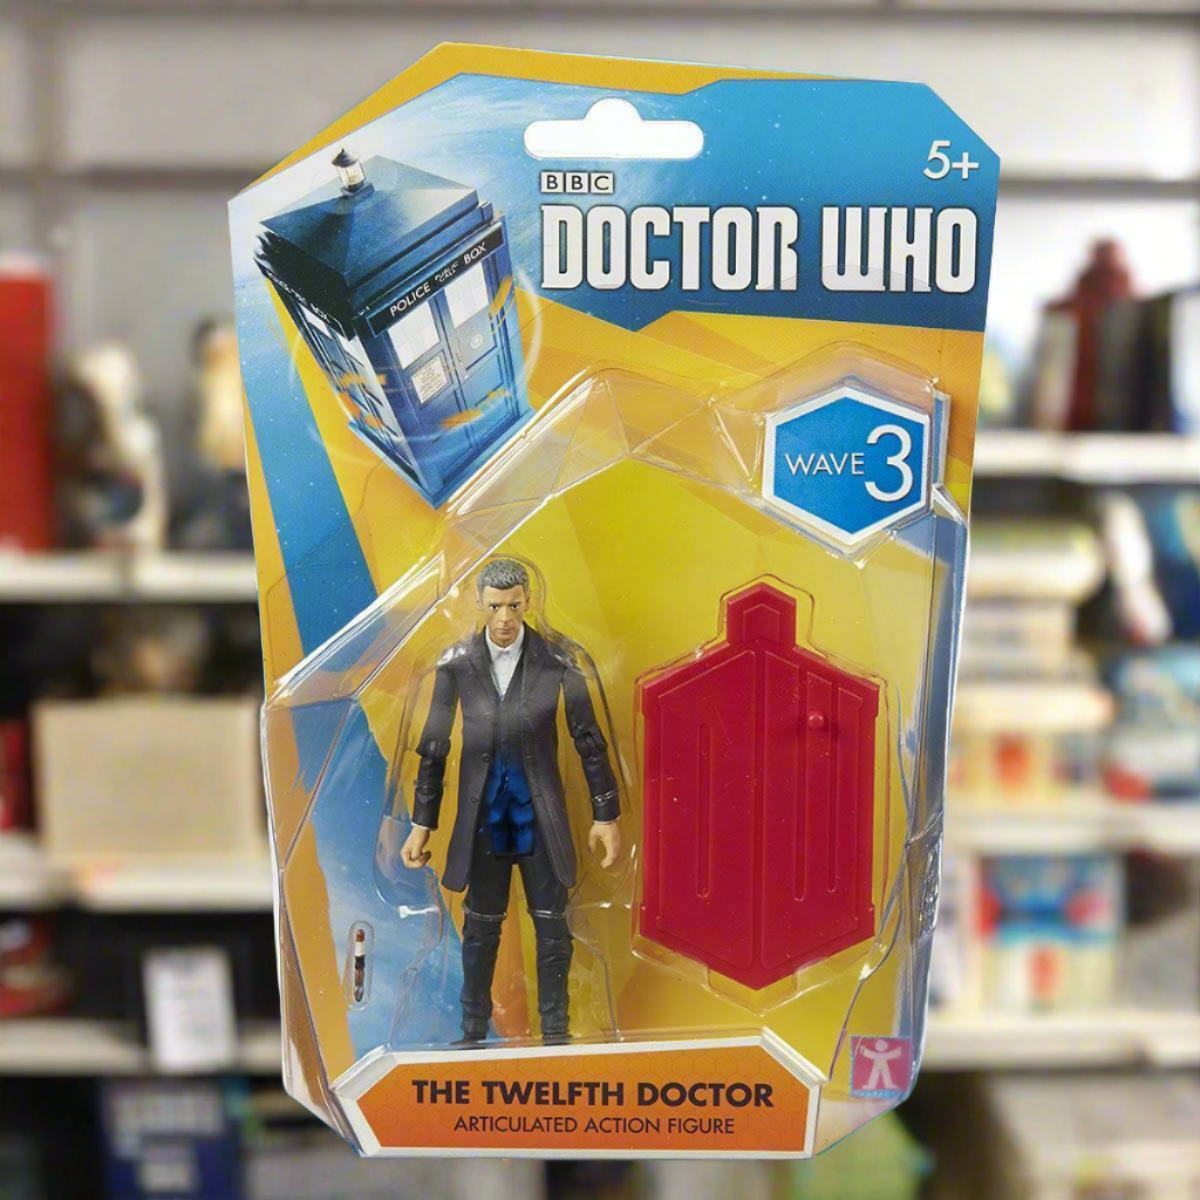 5+
BBC
DOCTOR WHO
POLICE PUBLIC CALL BOX
WAVE 3
THE TWELFTH DOCTOR
ARTICULATED ACTION FIGURE